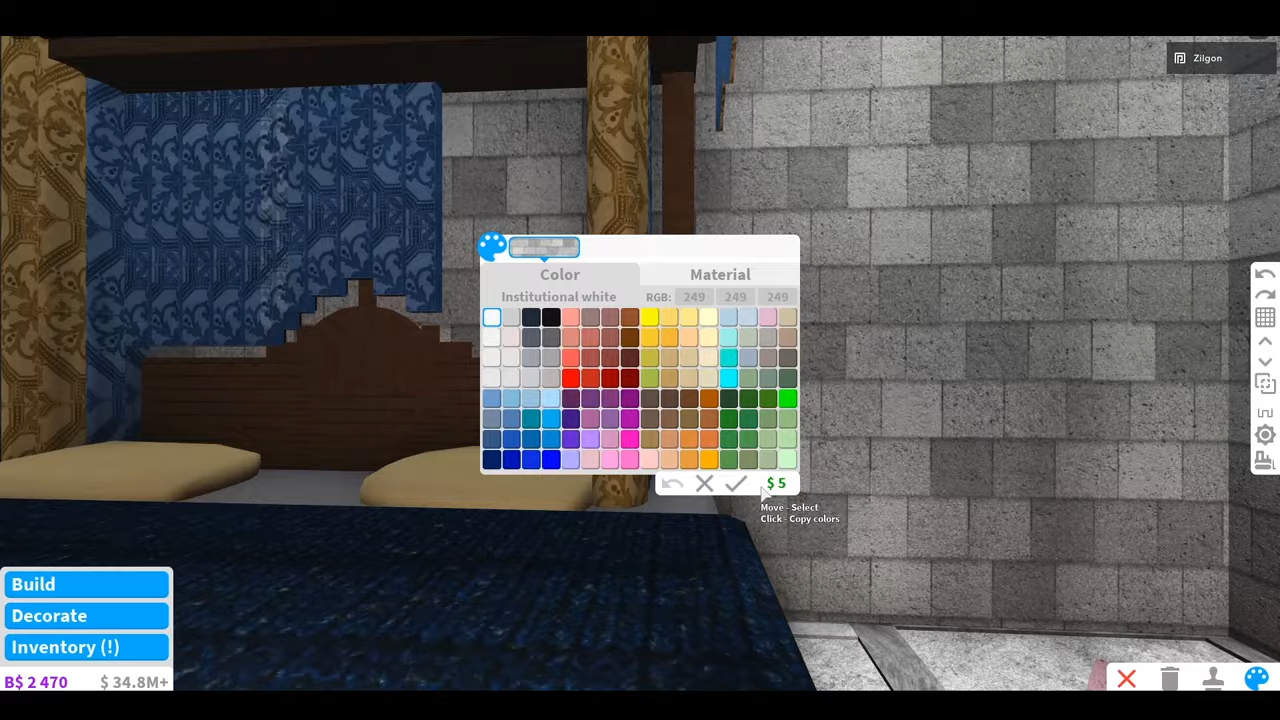 Zilgon
Color
Material
Institutional white
RGB: 249 249 249
$ 5
Move - Select
Click - Copy colors
Build
Decorate
Inventory (!)
B$ 2 470 $ 34.8M+